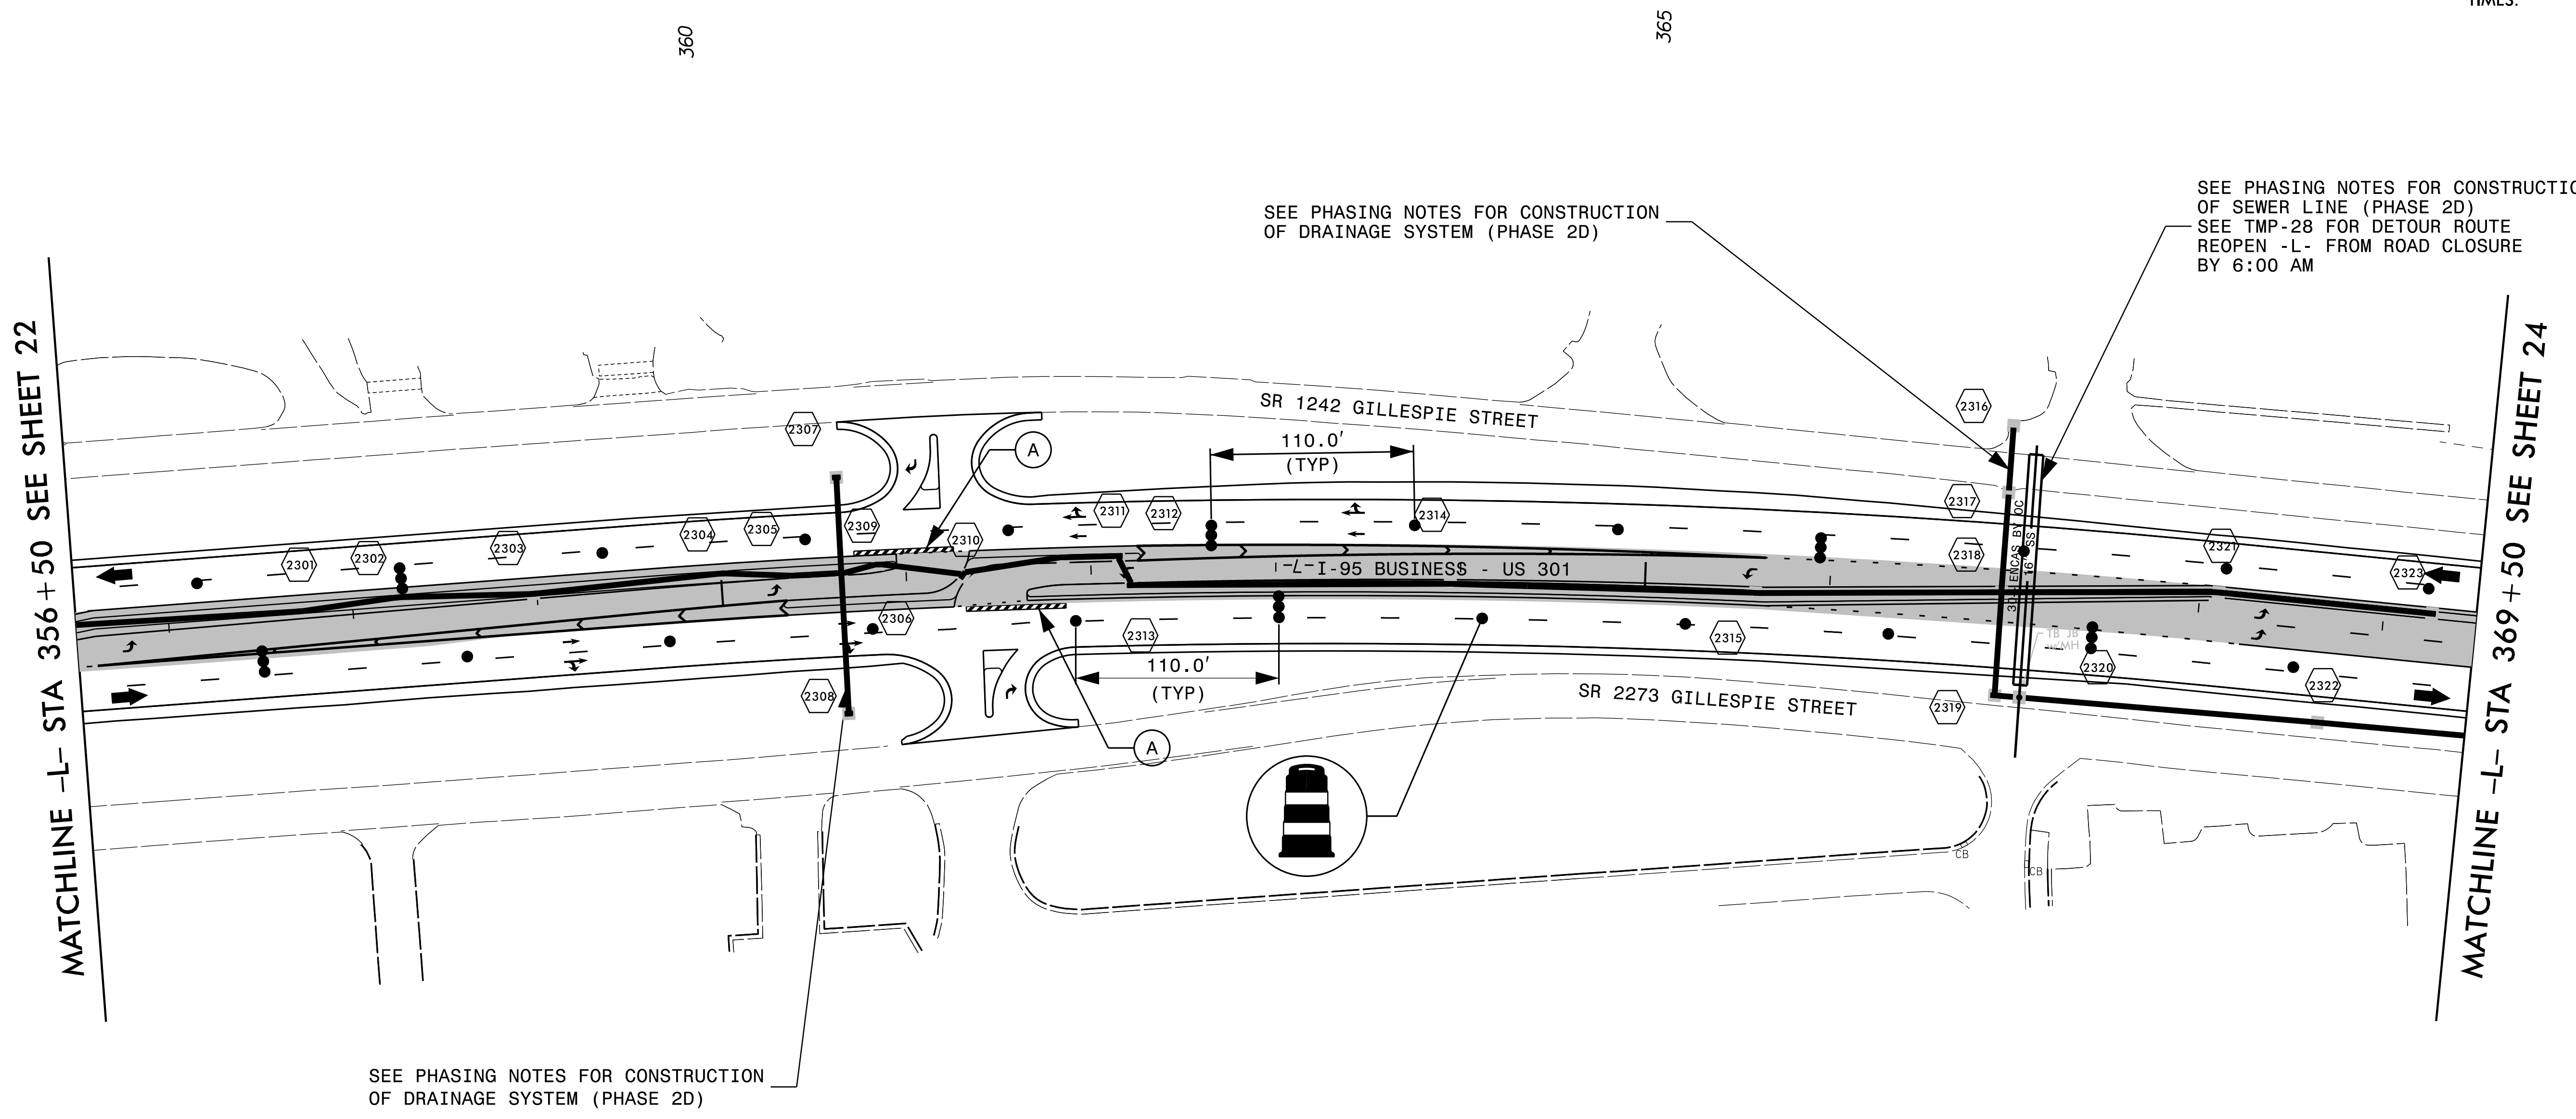 TIMES.
360
365
SEE PHASING NOTES FOR CONSTRUCTIO
OF SEWER LINE (PHASE 2D)
SEE TMP-28 FOR DETOUR ROUTE
REOPEN -L- FROM ROAD CLOSURE
BY 6:00 AM
SEE PHASING NOTES FOR CONSTRUCTION
OF DRAINAGE SYSTEM (PHASE 2D)
MATCHLINE -L- STA 356+50 SEE SHEET 22
MATCHLINE -L- STA 369+50 SEE SHEET 24
SR 1242 GILLESPIE STREET
2316
2307
A
110.0'
(TYP)
2317
2311
2312
2314
2309
2305
2304
2310
2303
2302
2301
2318
2321
2323
-L- I-95 BUSINESS - US 301
16" SS
2306
2313
2315
TB JB
W/MH
2320
2322
110.0'
(TYP)
2308
SR 2273 GILLESPIE STREET
2319
A
CB
CB
SEE PHASING NOTES FOR CONSTRUCTION
OF DRAINAGE SYSTEM (PHASE 2D)